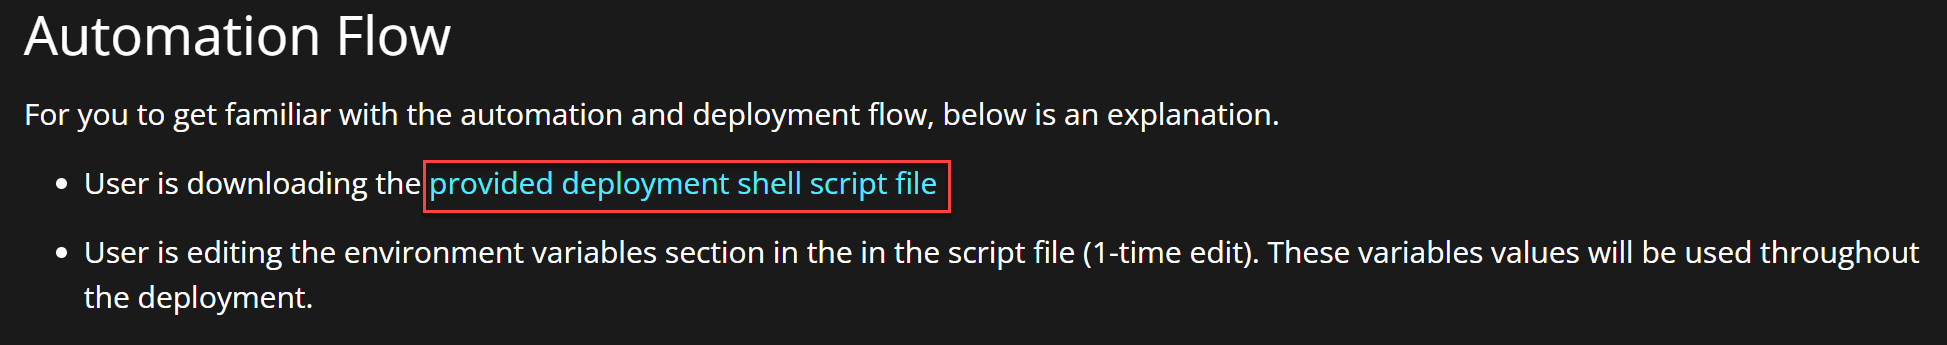 Automation Flow
For you to get familiar with the automation and deployment flow, below is an explanation.
• User is downloading the provided deployment shell script file
• User is editing the environment variables section in the in the script file (1-time edit). These variables values will be used throughout
the deployment.